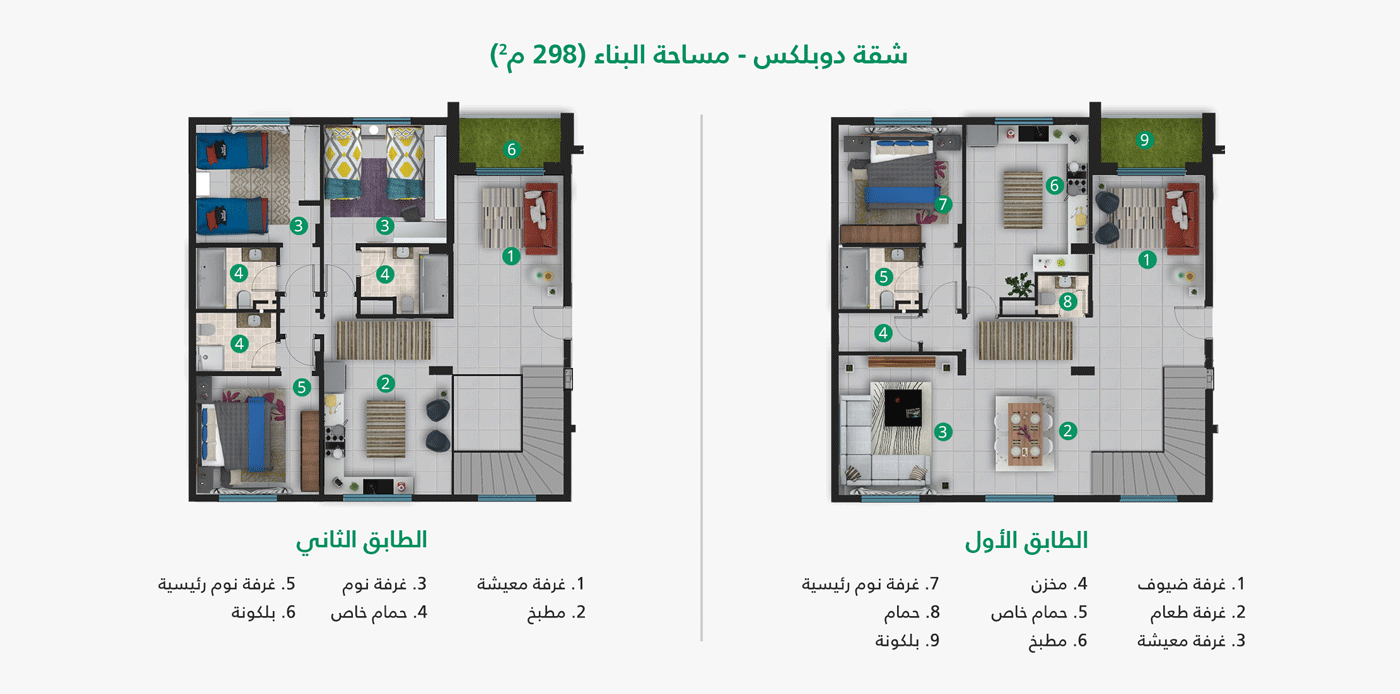 شقة دوبلكس - مساحة البناء (298 م²)
9
6
7
1
5
8
4
3
2
الطابق الأول
1. غرفة ضيوف
2. غرفة طعام
3. غرفة معيشة
4. مخزن
5. حمام خاص
6. مطبخ
7. غرفة نوم رئيسية
8. حمام
9. بلكونة
6
3
3
1
4
4
4
5
2
الطابق الثاني
1. غرفة معيشة
2. مطبخ
3. غرفة نوم
4. حمام خاص
5. غرفة نوم رئيسية
6. بلكونة